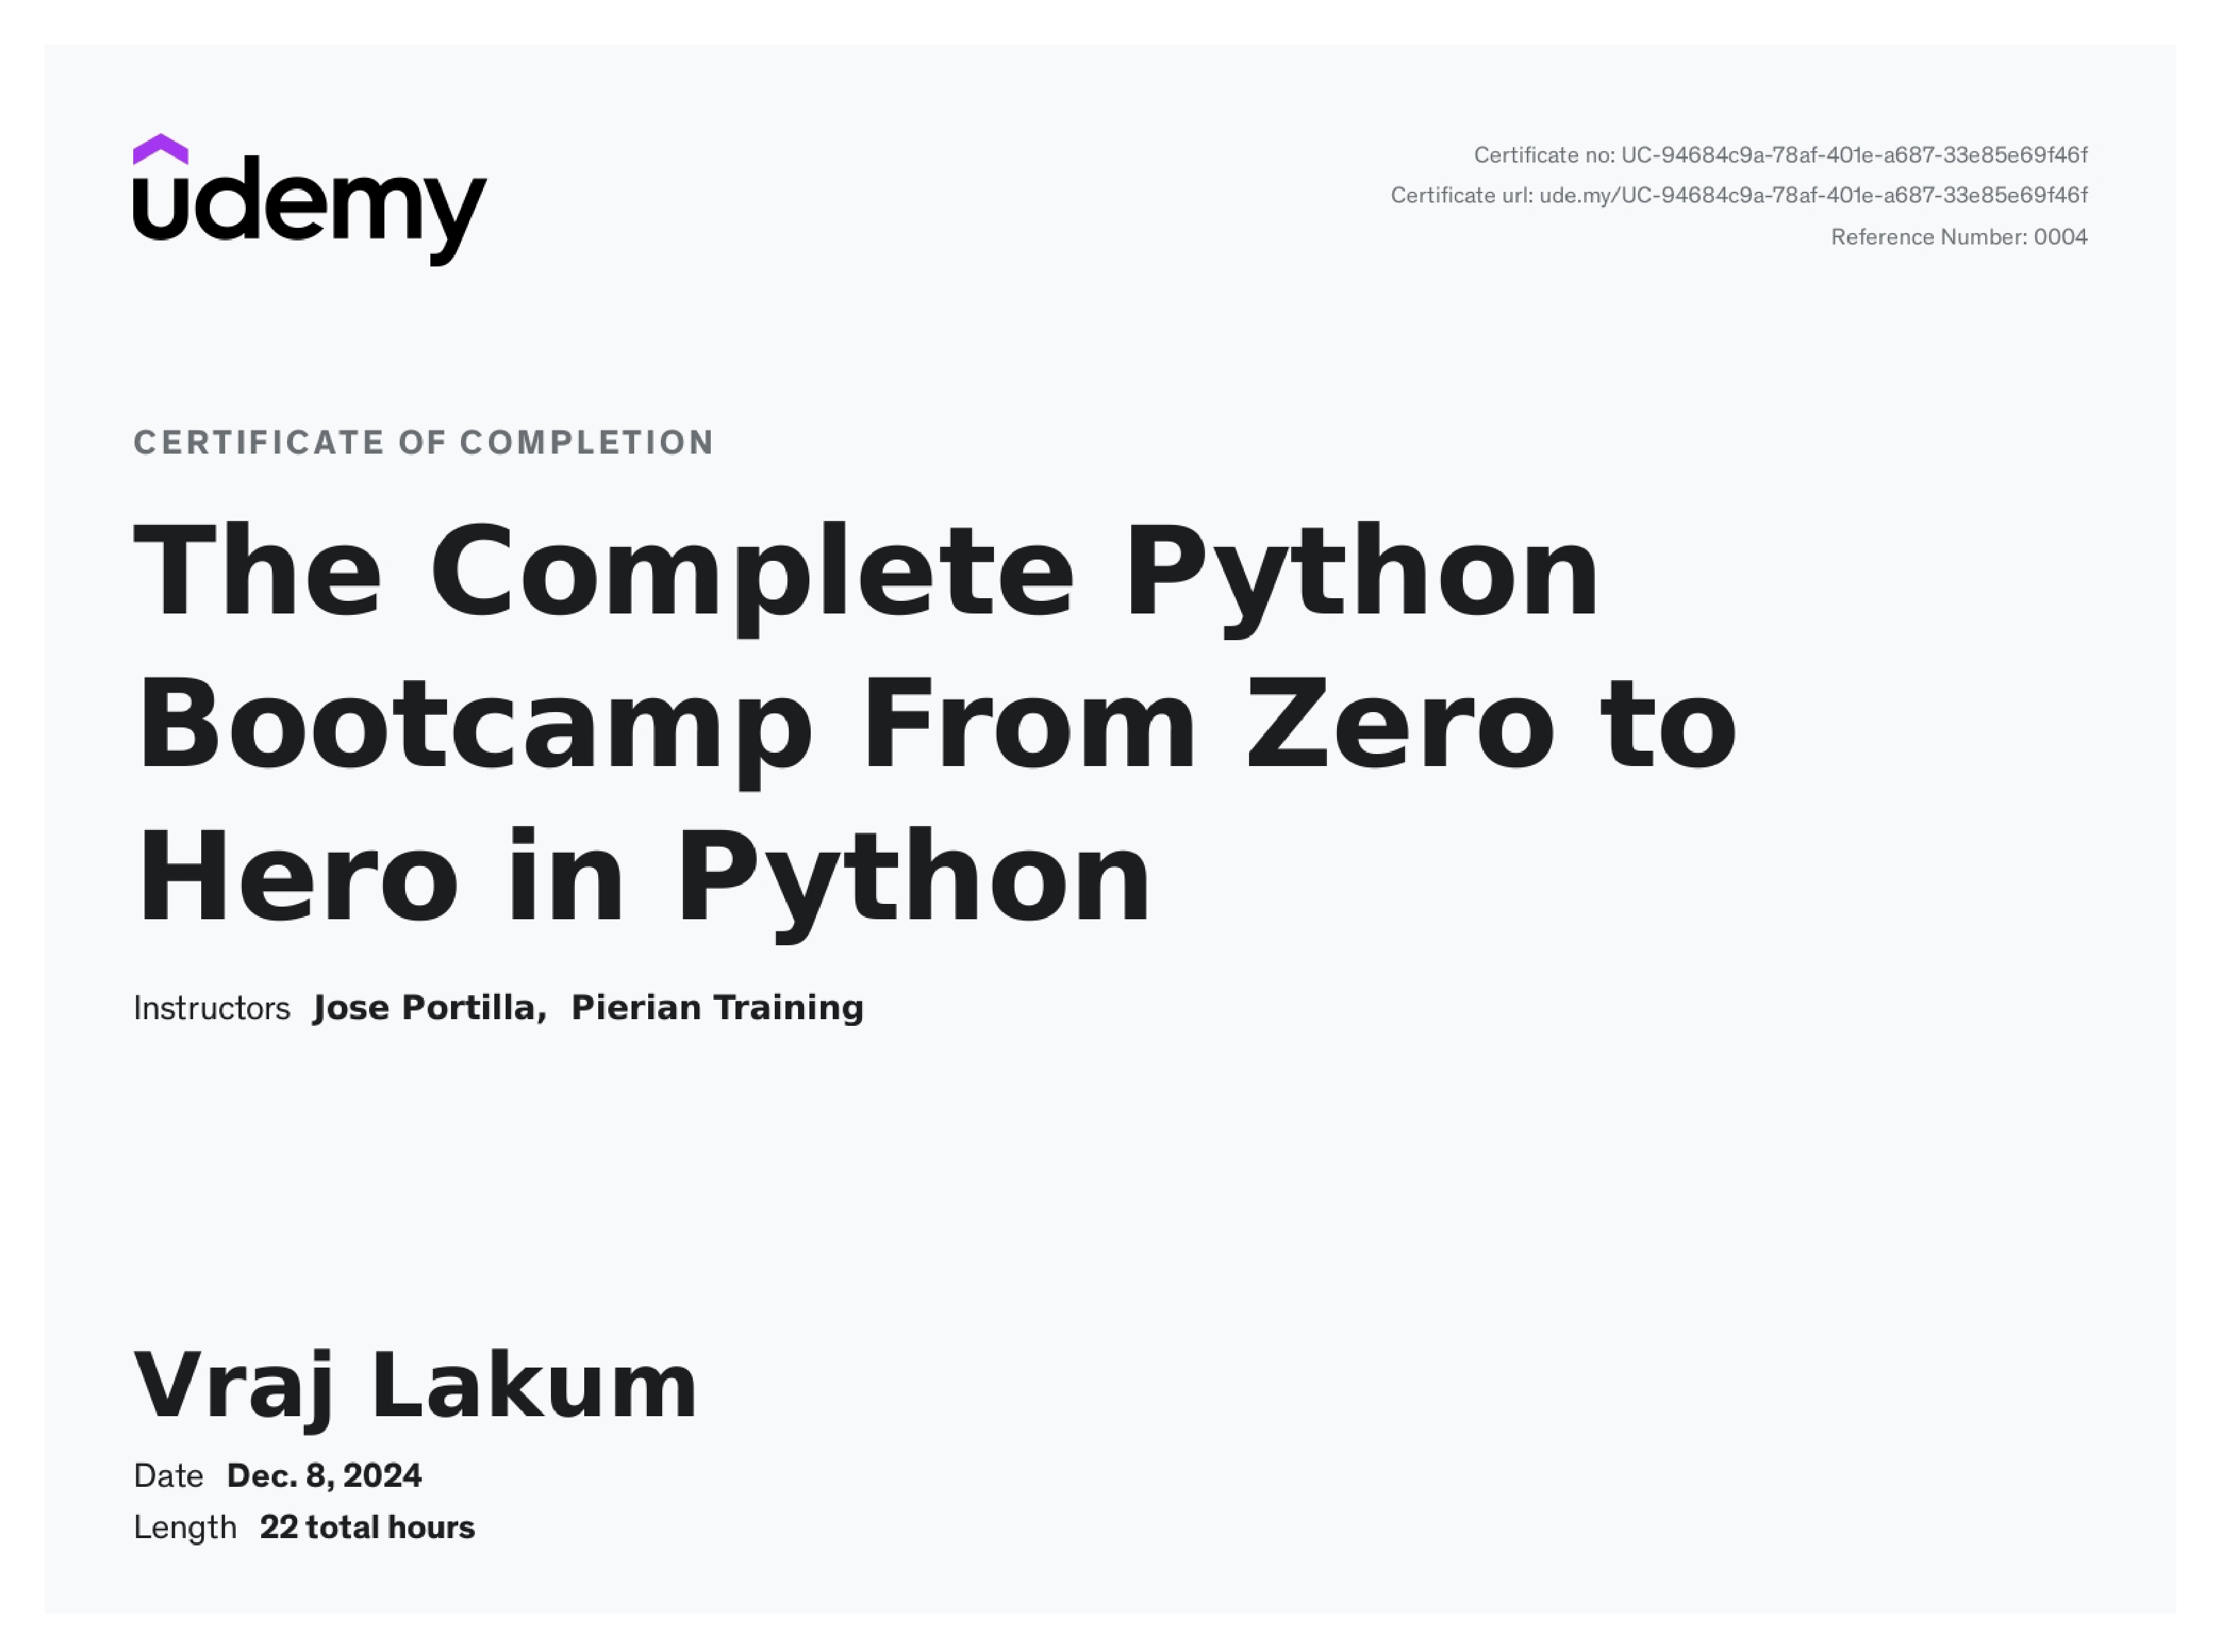 udemy
Certificate no: UC-94684c9a-78af-401e-a687-33e85e69f46f
Certificate url: ude.my/UC-94684c9a-78af-401e-a687-33e85e69f46f
Reference Number: 0004
CERTIFICATE OF COMPLETION
The Complete Python
Bootcamp From Zero to
Hero in Python
Instructors Jose Portilla, Pierian Training
Vraj Lakum
Date Dec. 8, 2024
Length 22 total hours